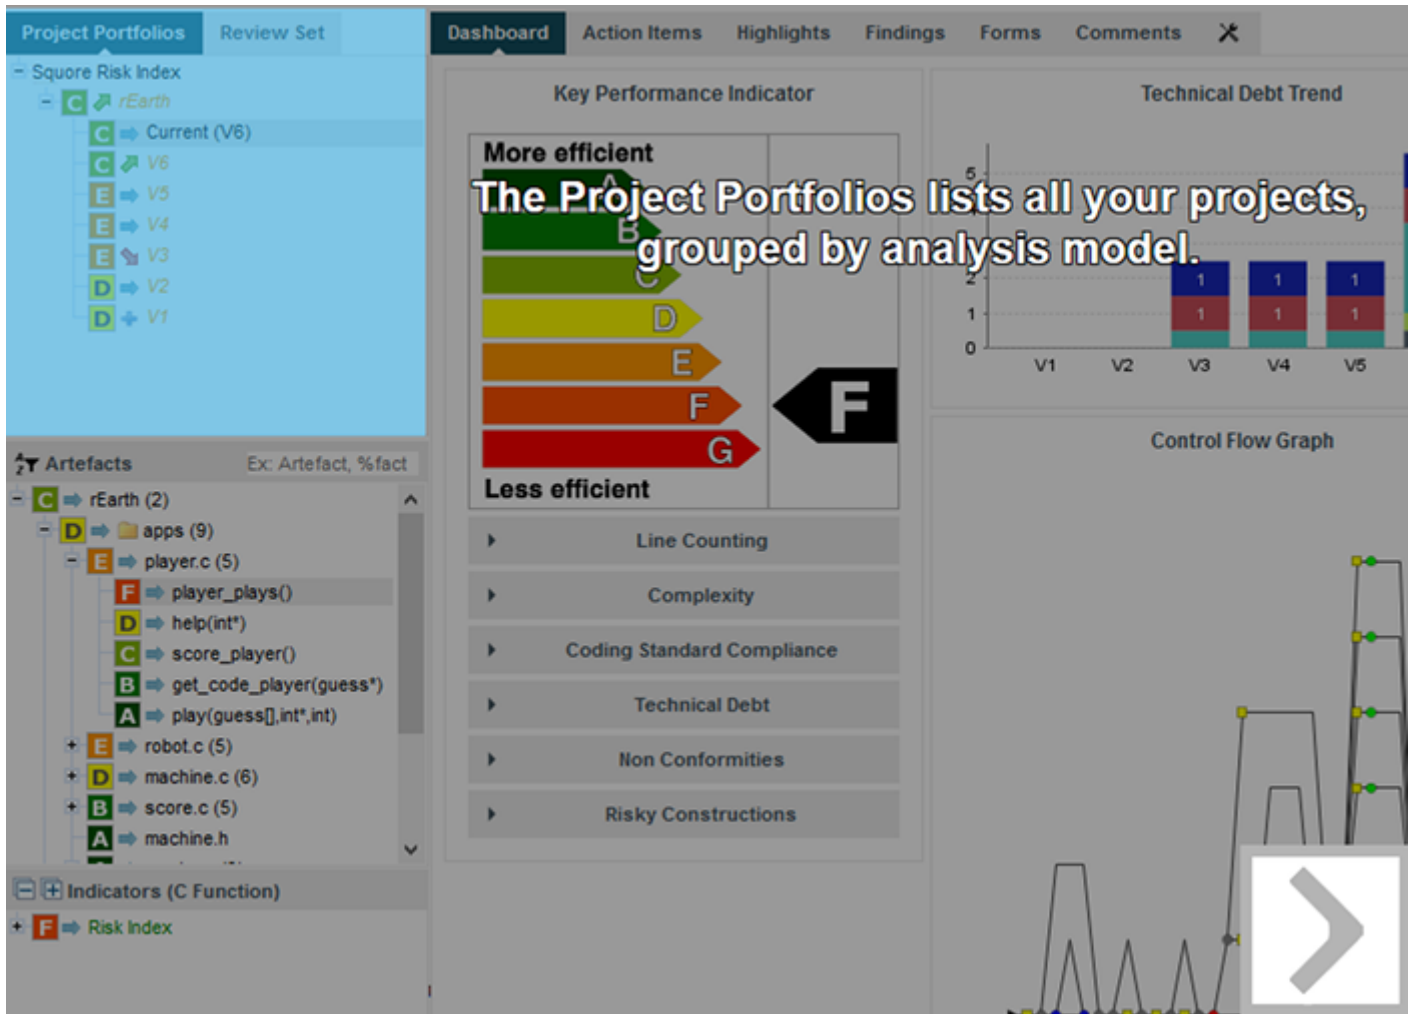 Project Portfolios Review Set
Squore Risk Index
C rEarth
C Current (V6)
C V6
E V5
E V4
E V3
D V2
D V1
Artefacts Ex: Artefact, %fact
C rEarth (2)
D apps (9)
E player.c (5)
F player_plays()
D help(int*)
C score_player()
B get_code_player(guess*)
A play(guess[],int*,int)
E robot.c (5)
D machine.c (6)
B score.c (5)
A machine.h
Indicators (C Function)
F Risk Index
Dashboard Action Items Highlights Findings Forms Comments
Key Performance Indicator
More efficient
A
B
C
D
E
F
G
F
Less efficient
The Project Portfolios lists all your projects,
grouped by analysis model.
Line Counting
Complexity
Coding Standard Compliance
Technical Debt
Non Conformities
Risky Constructions
Technical Debt Trend
5
2
1
0
1 1 1
1 1 1
V1 V2 V3 V4 V5
Control Flow Graph